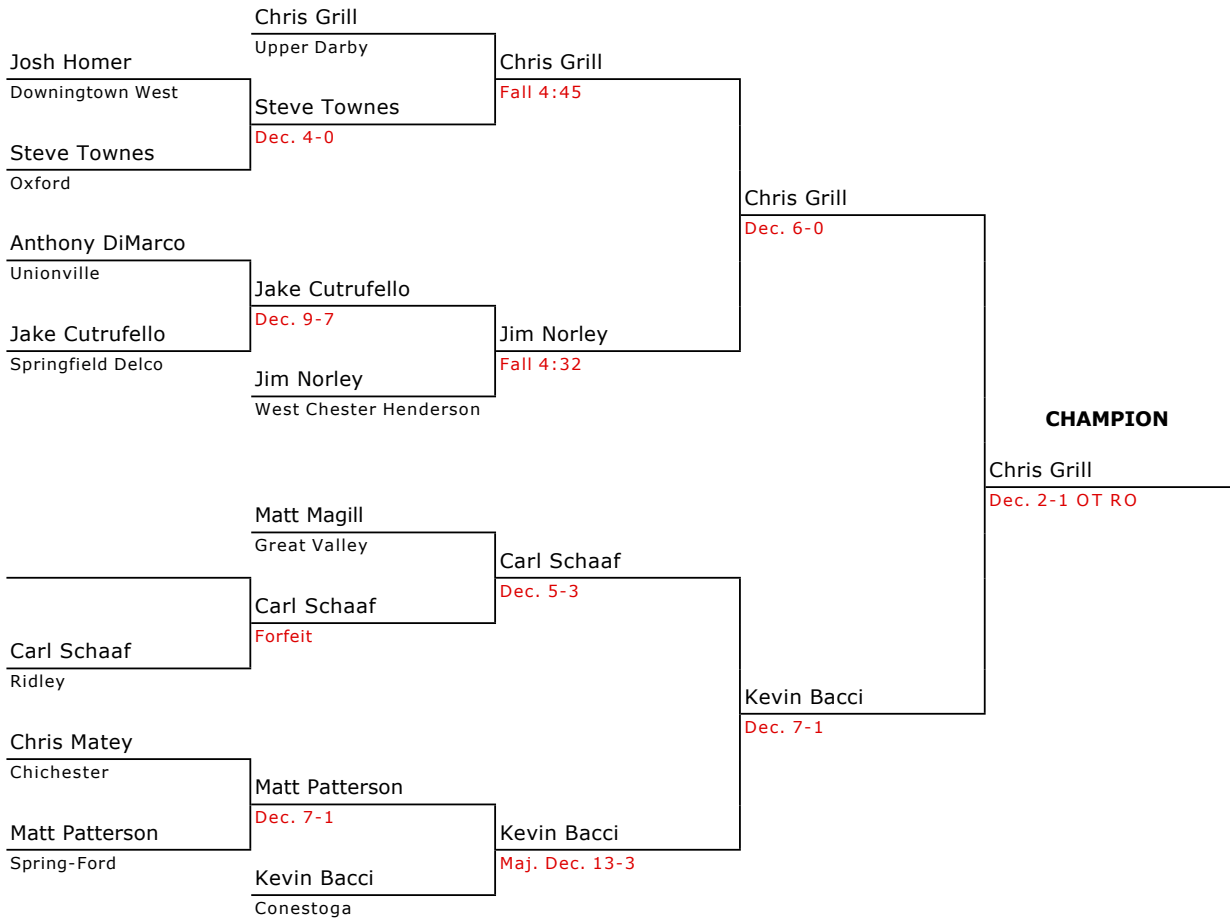 Chris Grill
Upper Darby
Josh Homer
Downingtown West
Chris Grill
Fall 4:45
Steve Townes
Dec. 4-0
Steve Townes
Oxford
Chris Grill
Dec. 6-0
Anthony DiMarco
Unionville
Jake Cutrufello
Dec. 9-7
Jake Cutrufello
Springfield Delco
Jim Norley
Fall 4:32
Jim Norley
West Chester Henderson
CHAMPION
Chris Grill
Dec. 2-1 OT RO
Matt Magill
Great Valley
Carl Schaaf
Dec. 5-3
Carl Schaaf
Forfeit
Carl Schaaf
Ridley
Kevin Bacci
Dec. 7-1
Chris Matey
Chichester
Matt Patterson
Dec. 7-1
Matt Patterson
Spring-Ford
Kevin Bacci
Maj. Dec. 13-3
Kevin Bacci
Conestoga